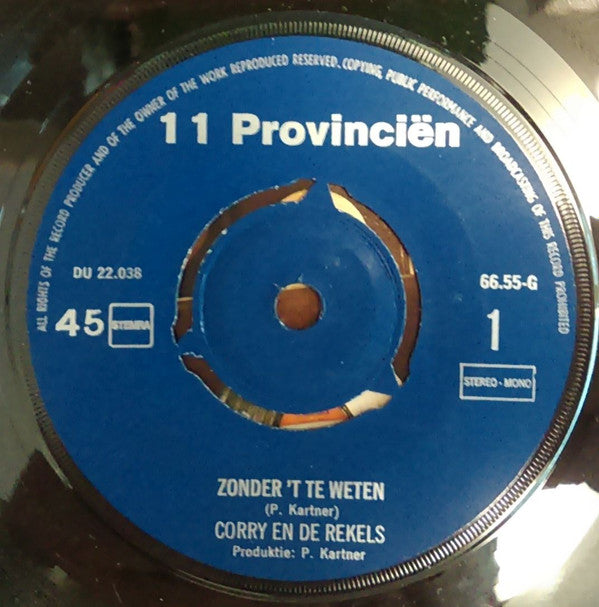 ALL RIGHTS OF THE RECORD PRODUCER AND OF THE OWNER OF THE WORK REPRODUCED RESERVED. COPYING, PUBLIC PERFORMANCE AND BROADCASTING OF THIS RECORD PROHIBITED
11 Provinciën
DU 22.038
66.55-G
45 STEMRA
1
STEREO - MONO
ZONDER 'T TE WETEN
(P. Kartner)
CORRY EN DE REKELS
Produktie: P. Kartner